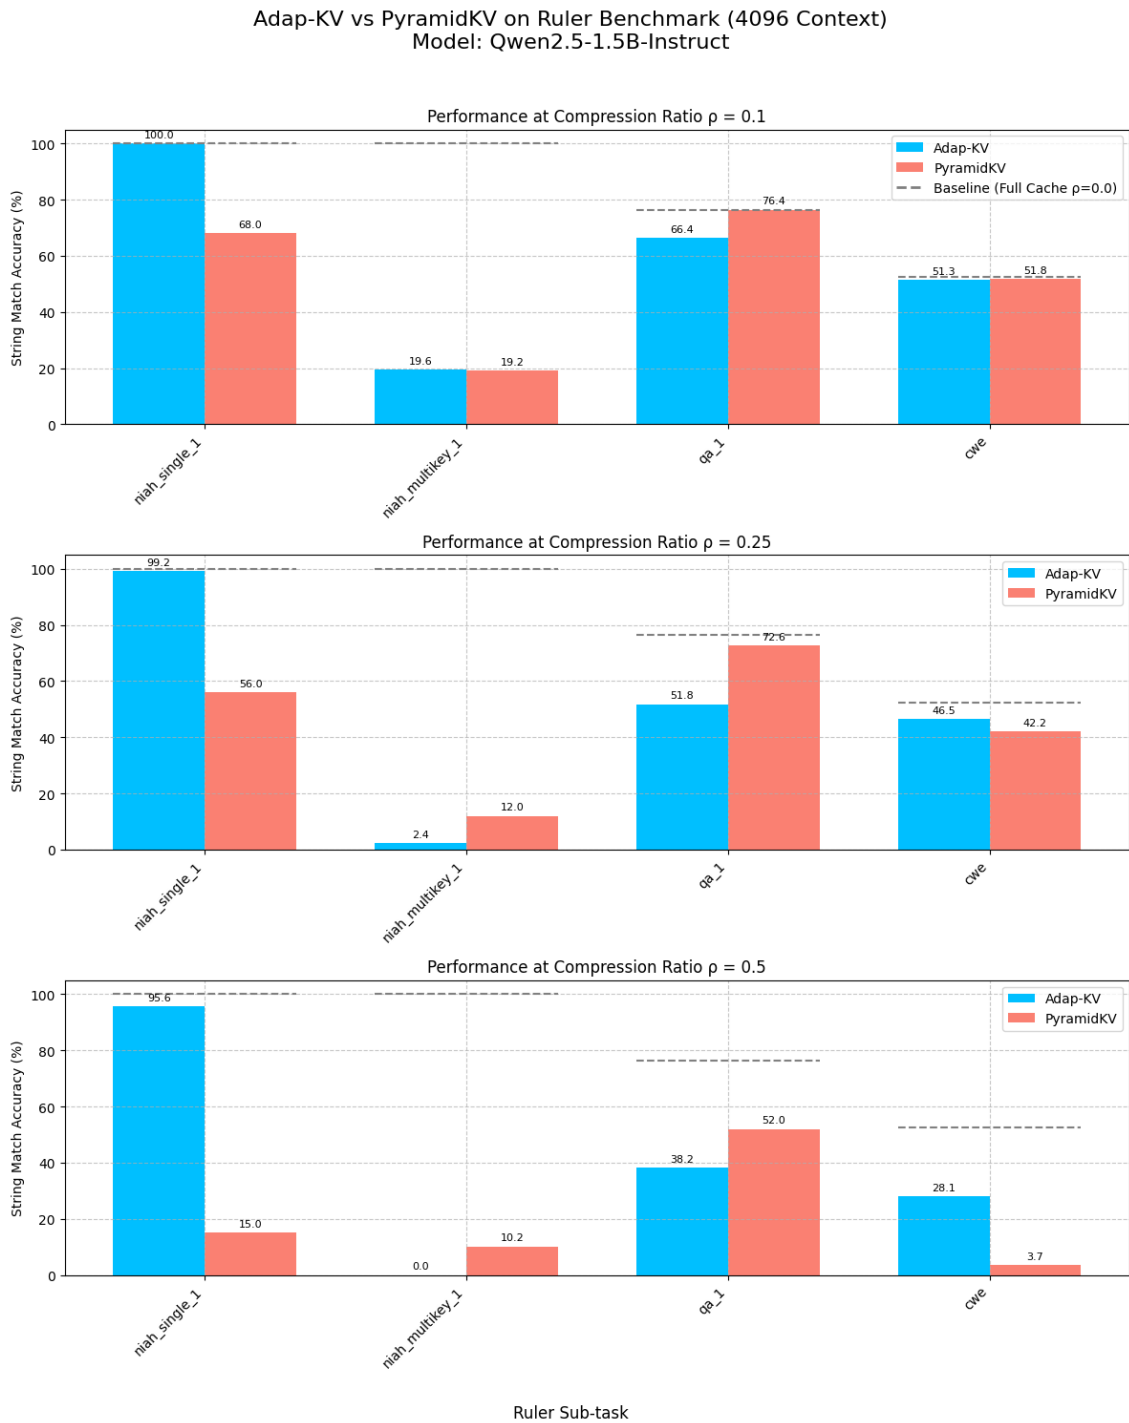 Adap-KV vs PyramidKV on Ruler Benchmark (4096 Context)
Model: Qwen2.5-1.5B-Instruct
Performance at Compression Ratio ρ = 0.1
String Match Accuracy (%)
100
80
60
40
20
0
100.0
68.0
19.6
19.2
66.4
76.4
51.3
51.8
Adap-KV
PyramidKV
Baseline (Full Cache ρ=0.0)
niah_single_1
niah_multikey_1
qa_1
cwe
Performance at Compression Ratio ρ = 0.25
String Match Accuracy (%)
100
80
60
40
20
0
99.2
56.0
2.4
12.0
51.8
72.6
46.5
42.2
Adap-KV
PyramidKV
niah_single_1
niah_multikey_1
qa_1
cwe
Performance at Compression Ratio ρ = 0.5
String Match Accuracy (%)
100
80
60
40
20
0
95.6
15.0
0.0
10.2
38.2
52.0
28.1
3.7
Adap-KV
PyramidKV
niah_single_1
niah_multikey_1
qa_1
cwe
Ruler Sub-task